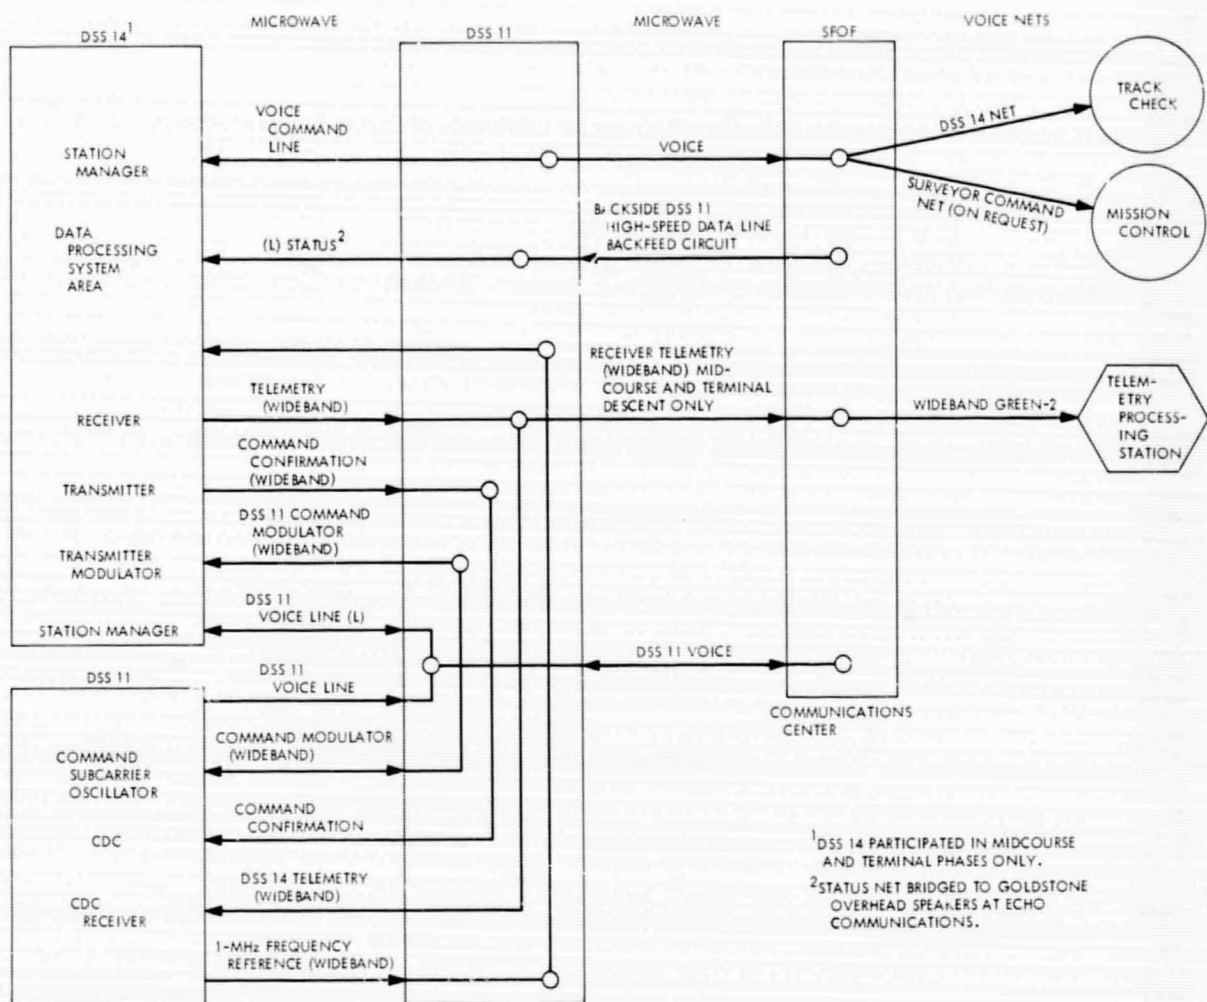 MICROWAVE
MICROWAVE
VOICE NETS
DSS 14¹
DSS 11
SFOF
TRACK
CHECK
VOICE
COMMAND
LINE
DSS 14 NET
STATION
MANAGER
VOICE
SURVEYOR COMMAND
NET (ON REQUEST)
MISSION
CONTROL
DATA
PROCESSING
SYSTEM
AREA
(L) STATUS²
BACKSIDE DSS 11
HIGH-SPEED DATA LINE
BACKFEED CIRCUIT
RECEIVER TELEMETRY
(WIDEBAND) MID-
COURSE AND TERMINAL
DESCENT ONLY
RECEIVER
TELEMETRY
(WIDEBAND)
WIDEBAND GREEN-2
TELEM-
ETRY
PROCESS-
ING
STATION
TRANSMITTER
COMMAND
CONFIRMATION
(WIDEBAND)
TRANSMITTER
MODULATOR
DSS 11 COMMAND
MODULATOR
(WIDEBAND)
STATION MANAGER
DSS 11
VOICE LINE (L)
DSS 11 VOICE
DSS 11
DSS 11
VOICE LINE
COMMUNICATIONS
CENTER
COMMAND
SUBCARRIER
OSCILLATOR
COMMAND MODULATOR
(WIDEBAND)
CDC
COMMAND
CONFIRMATION
CDC
RECEIVER
DSS 14 TELEMETRY
(WIDEBAND)
1-MHz FREQUENCY
REFERENCE (WIDEBAND)
¹DSS 14 PARTICIPATED IN MIDCOURSE
AND TERMINAL PHASES ONLY.
²STATUS NET BRIDGED TO GOLDSTONE
OVERHEAD SPEAKERS AT ECHO
COMMUNICATIONS.